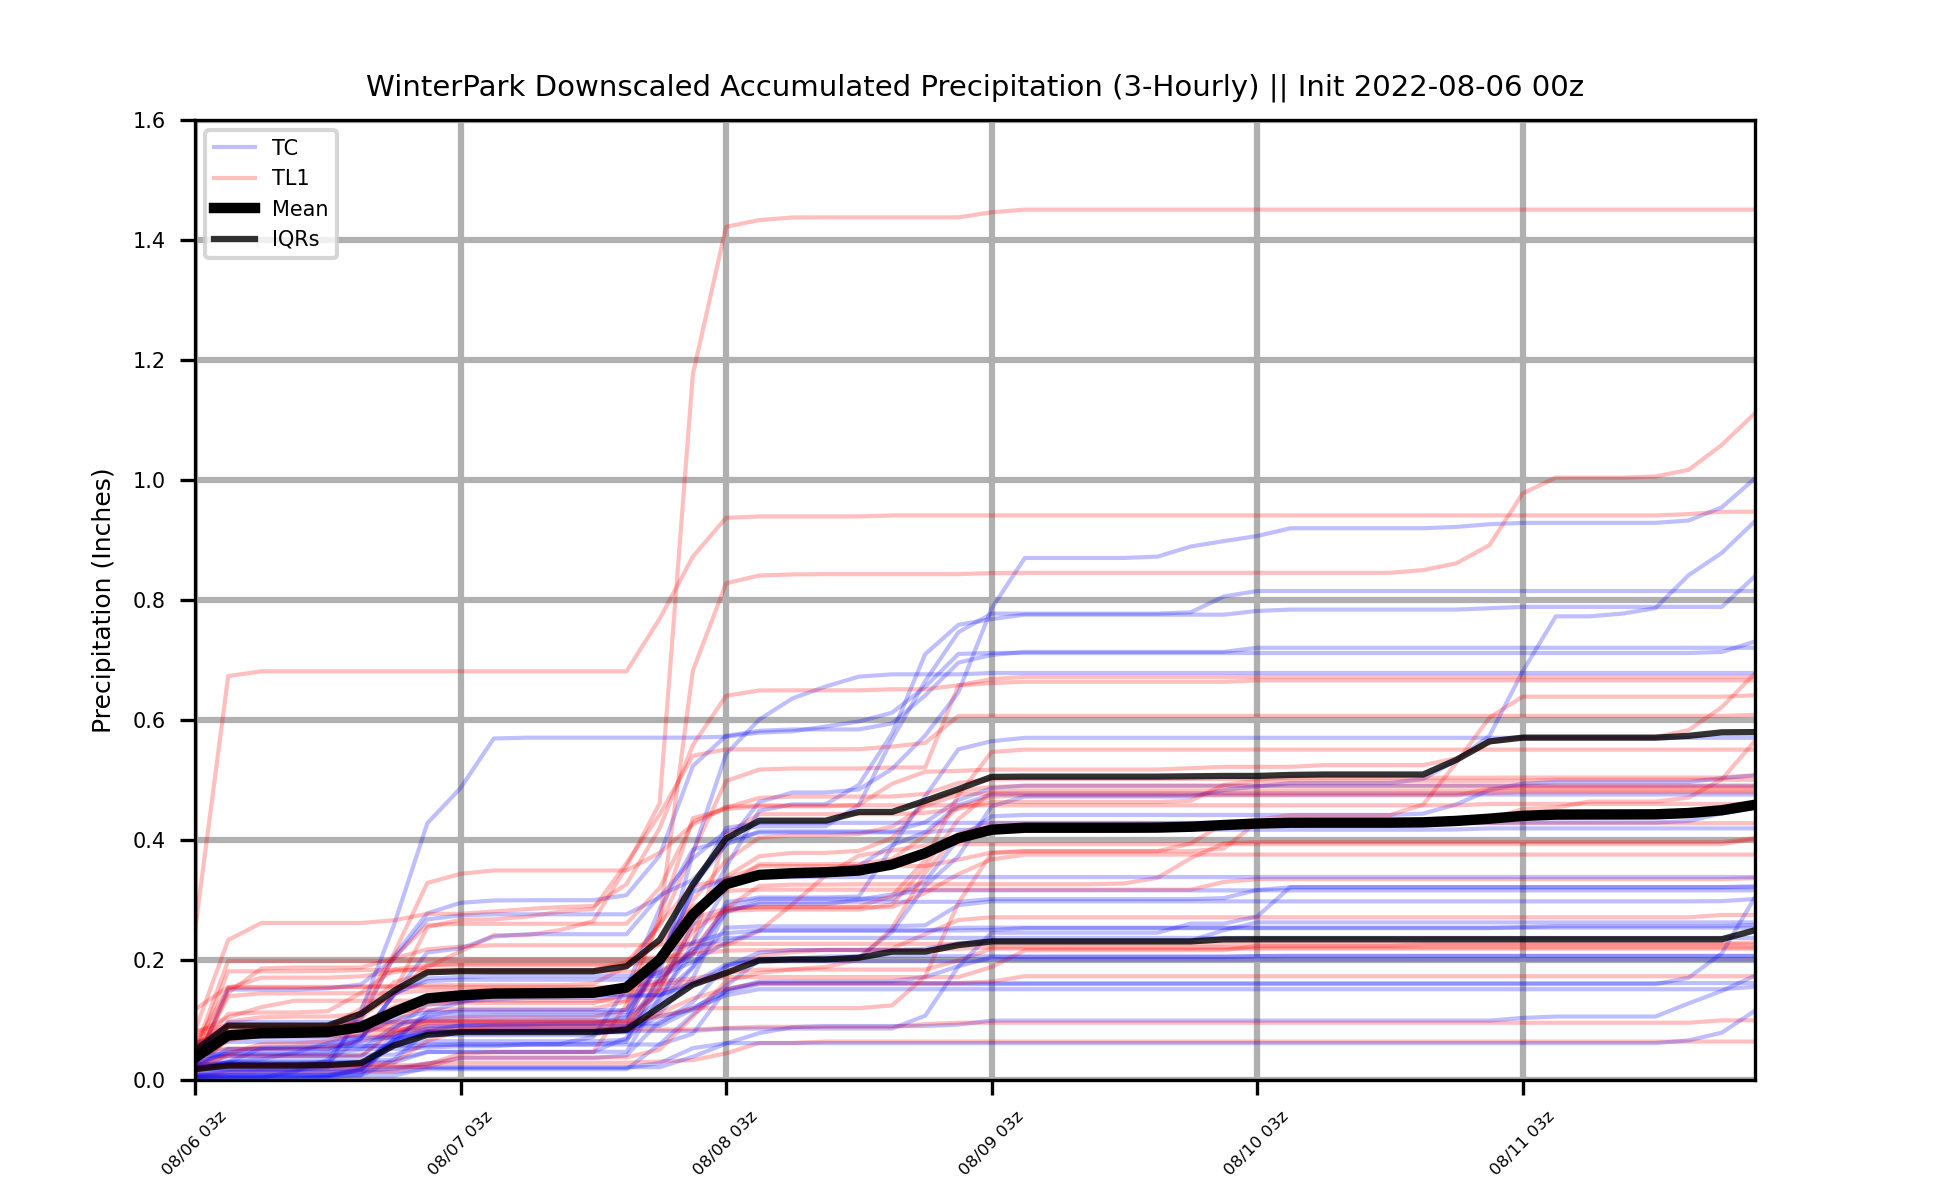 WinterPark Downscaled Accumulated Precipitation (3-Hourly) || Init 2022-08-06 00z
Precipitation (Inches)
1.6
1.4
1.2
1.0
0.8
0.6
0.4
0.2
0.0
TC
TL1
Mean
IQRs
08/06 03z
08/07 03z
08/08 03z
08/09 03z
08/10 03z
08/11 03z